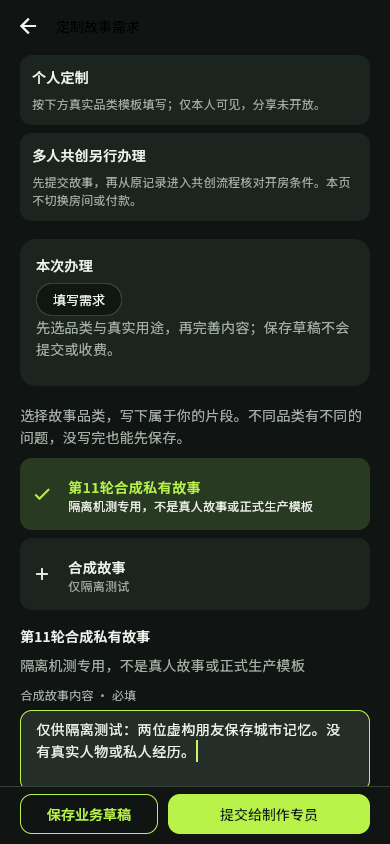 定制故事需求
个人定制
按下方真实品类模板填写；仅本人可见，分享未开放。
多人共创另行办理
先提交故事，再从原记录进入共创流程核对开房条件。本页
不切换房间或付款。
本次办理
填写需求
先选品类与真实用途，再完善内容；保存草稿不会
提交或收费。
选择故事品类，写下属于你的片段。不同品类有不同的
问题，没写完也能先保存。
第11轮合成私有故事
隔离机测专用，不是真人故事或正式生产模板
合成故事
仅隔离测试
第11轮合成私有故事
隔离机测专用，不是真人故事或正式生产模板
合成故事内容 · 必填
仅供隔离测试：两位虚构朋友保存城市记忆。没
有真实人物或私人经历。
保存业务草稿
提交给制作专员